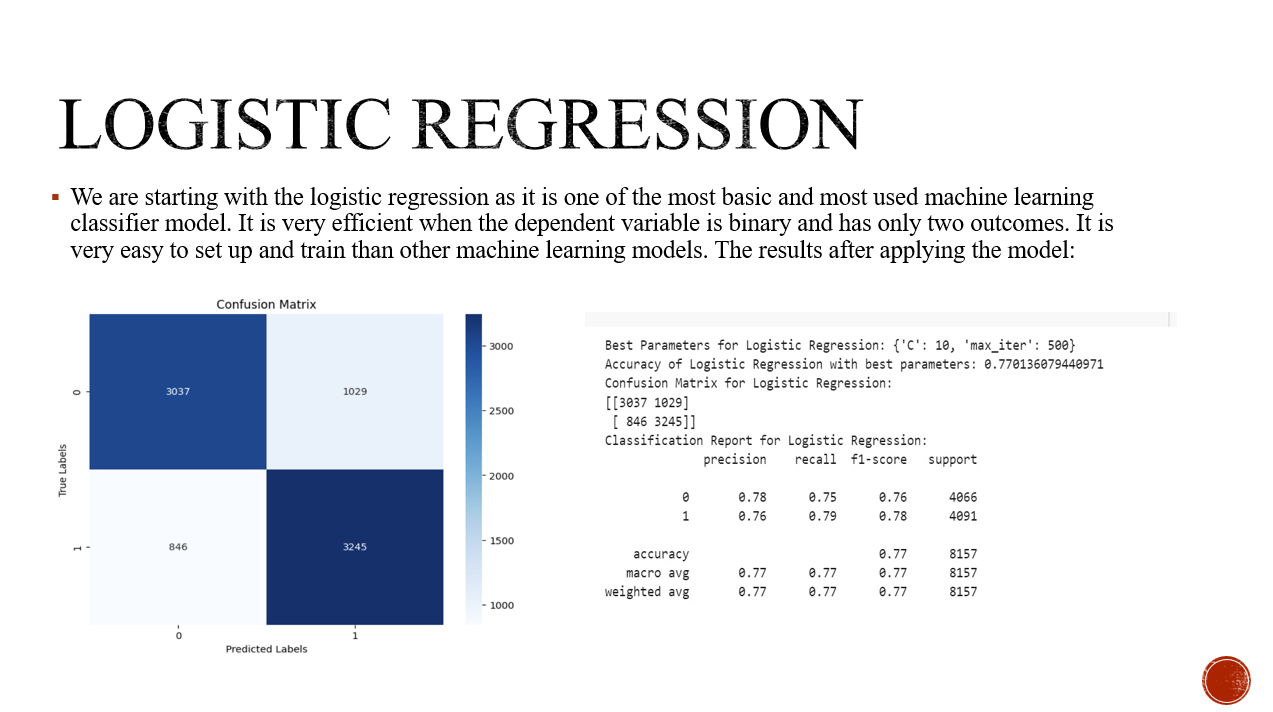 LOGISTIC REGRESSION
We are starting with the logistic regression as it is one of the most basic and most used machine learning
classifier model. It is very efficient when the dependent variable is binary and has only two outcomes. It is
very easy to set up and train than other machine learning models. The results after applying the model:
Confusion Matrix
3037 1029
846 3245
0
1
True Labels
0 1
Predicted Labels
3000
2500
2000
1500
1000
Best Parameters for Logistic Regression: {'C': 10, 'max_iter': 500}
Accuracy of Logistic Regression with best parameters: 0.770136079440971
Confusion Matrix for Logistic Regression:
[[3037 1029]
[ 846 3245]]
Classification Report for Logistic Regression:
precision recall f1-score support
0 0.78 0.75 0.76 4066
1 0.76 0.79 0.78 4091
accuracy 0.77 8157
macro avg 0.77 0.77 0.77 8157
weighted avg 0.77 0.77 0.77 8157